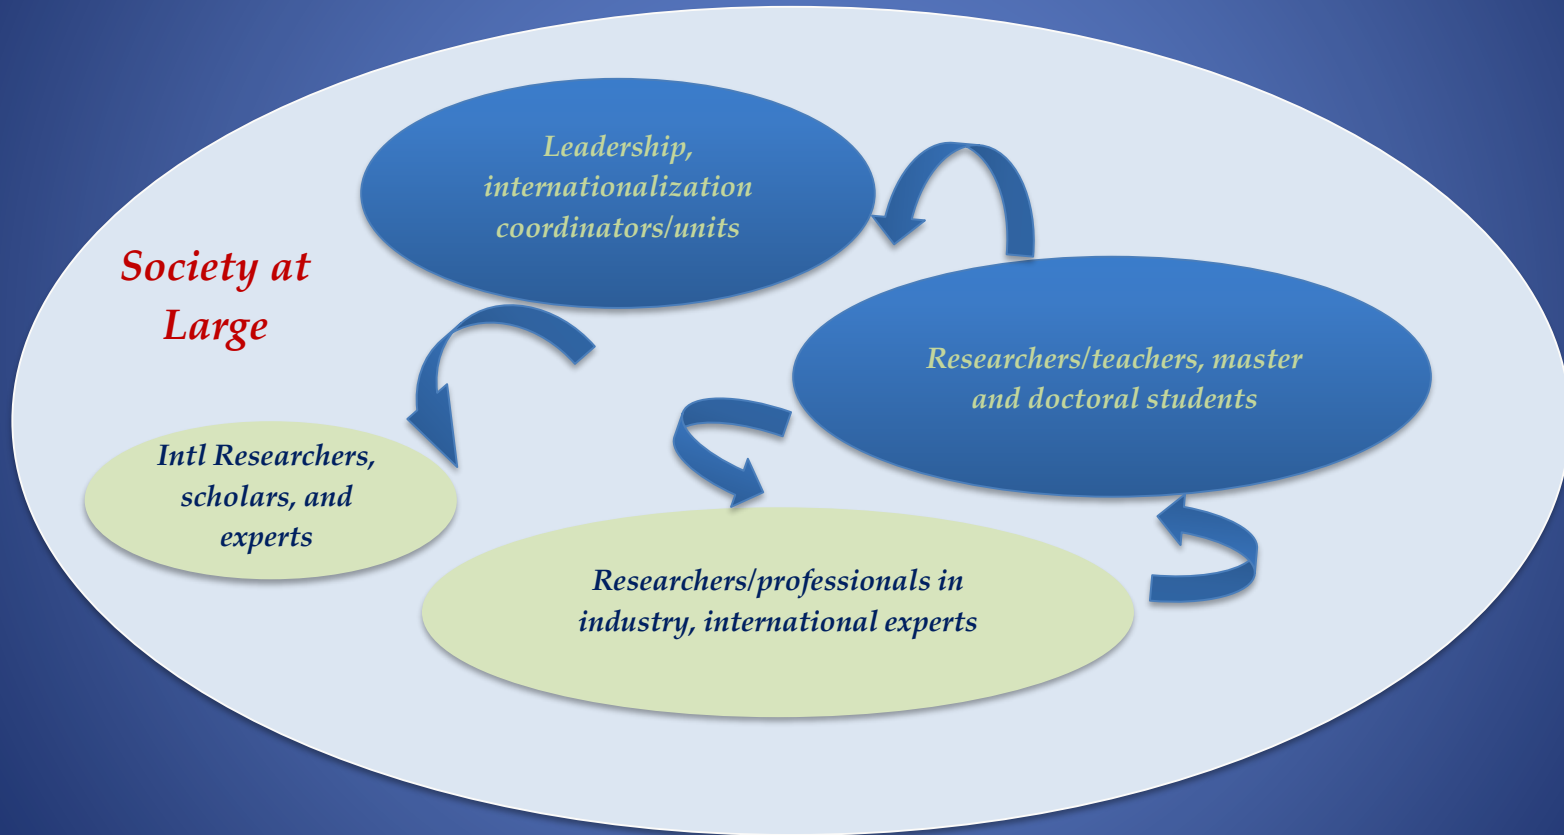 Leadership,
internationalization
coordinators/units
Society at
Large
Researchers/teachers, master
and doctoral students
Intl Researchers,
scholars, and
experts
Researchers/professionals in
industry, international experts